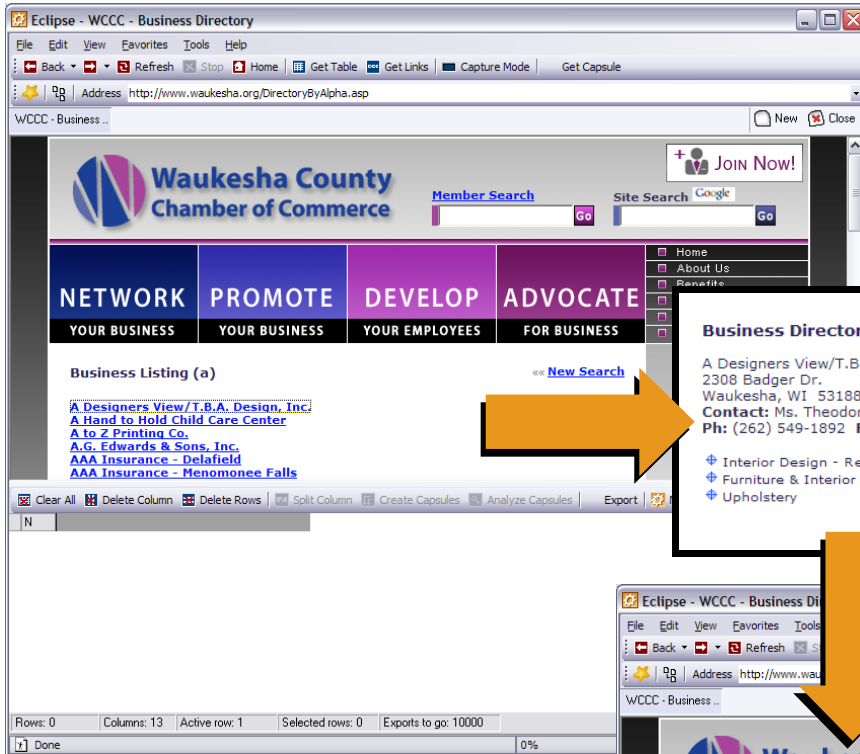 Eclipse - WCCC - Business Directory
File Edit View Favorites Tools Help
Back Refresh Stop Home Get Table Get Links Capture Mode Get Capsule
Address http://www.waukesha.org/DirectoryByAlpha.asp
WCCC - Business .. New Close
JOIN NOW!
Waukesha County
Chamber of Commerce
Member Search
Go
Site Search Google
Go
NETWORK
YOUR BUSINESS
PROMOTE
YOUR BUSINESS
DEVELOP
YOUR EMPLOYEES
ADVOCATE
FOR BUSINESS
Home
About Us
Benefits
Business Listing (a)
«« New Search
A Designers View/T.B.A. Design, Inc.
A Hand to Hold Child Care Center
A to Z Printing Co.
A.G. Edwards & Sons, Inc.
AAA Insurance - Delafield
AAA Insurance - Menomonee Falls
Business Director
A Designers View/T.B
2308 Badger Dr.
Waukesha, WI 53188
Contact: Ms. Theodor
Ph: (262) 549-1892 F
Interior Design - Re
Furniture & Interior
Upholstery
Clear All Delete Column Delete Rows Split Column Create Capsules Analyze Capsules Export
N
Rows: 0 Columns: 13 Active row: 1 Selected rows: 0 Exports to go: 10000
Done 0%
Eclipse - WCCC - Business Di
File Edit View Favorites Tools
Back Refresh S
Address http://www.wau
WCCC - Business ..